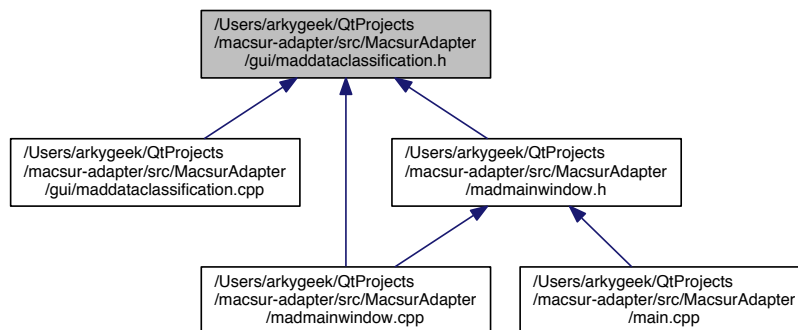 /Users/arkygeek/QtProjects
/macsur-adapter/src/MacsurAdapter
/gui/maddataclassification.h
/Users/arkygeek/QtProjects
/macsur-adapter/src/MacsurAdapter
/gui/maddataclassification.cpp
/Users/arkygeek/QtProjects
/macsur-adapter/src/MacsurAdapter
/madmainwindow.h
/Users/arkygeek/QtProjects
/macsur-adapter/src/MacsurAdapter
/madmainwindow.cpp
/Users/arkygeek/QtProjects
/macsur-adapter/src/MacsurAdapter
/main.cpp